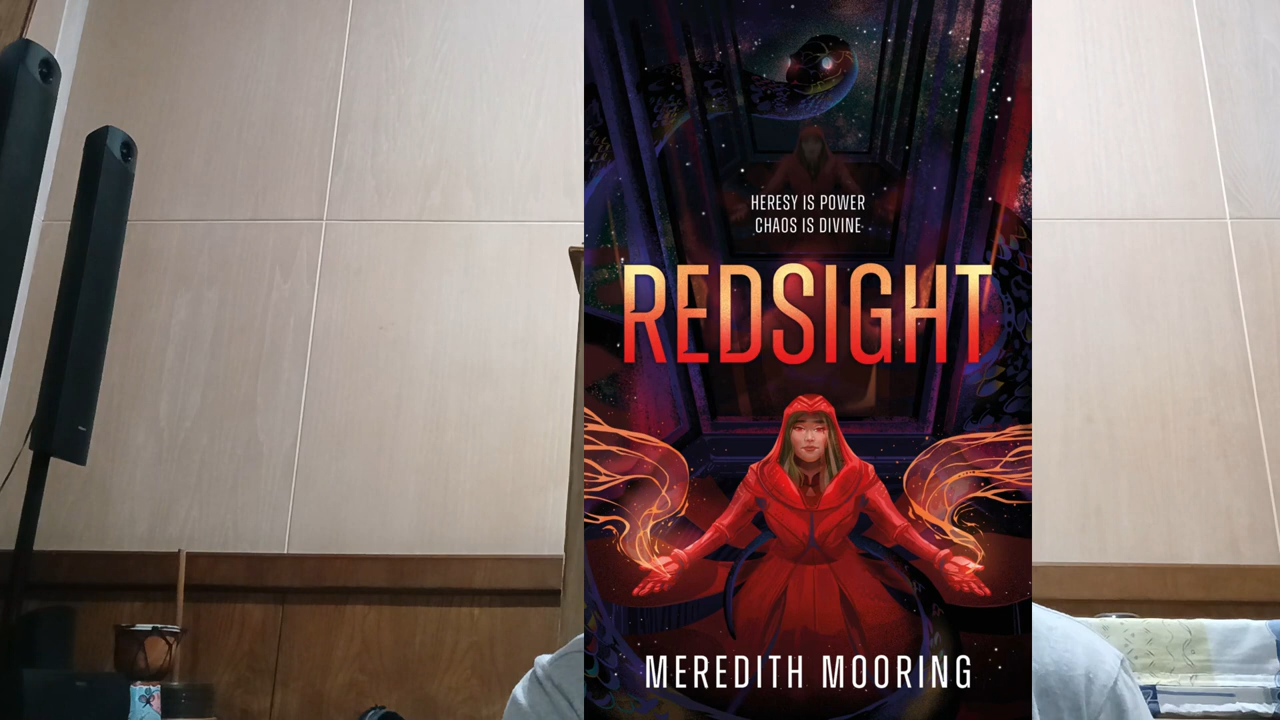 HERESY IS POWER
CHAOS IS DIVINE
REDSIGHT
MEREDITH MOORING